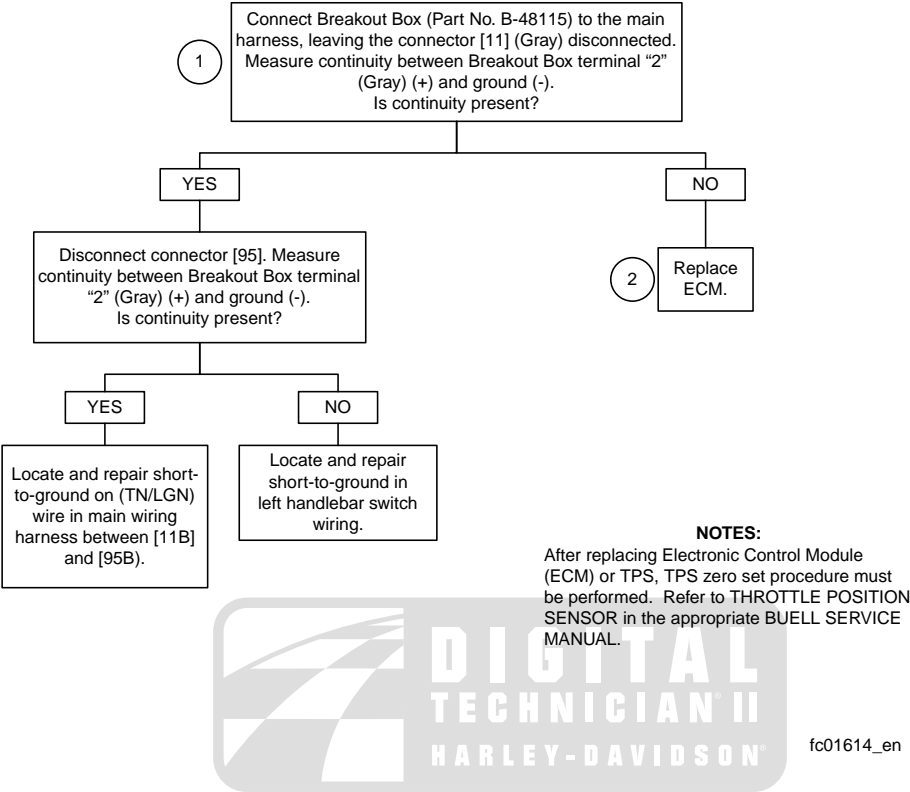 Connect Breakout Box (Part No. B-48115) to the main
harness, leaving the connector [11] (Gray) disconnected.
Measure continuity between Breakout Box terminal “2”
(Gray) (+) and ground (-).
Is continuity present?
1
YES
NO
Disconnect connector [95]. Measure
continuity between Breakout Box terminal
“2” (Gray) (+) and ground (-).
Is continuity present?
2
Replace
ECM.
YES
NO
Locate and repair short-
to-ground on (TN/LGN)
wire in main wiring
harness between [11B]
and [95B).
Locate and repair
short-to-ground in
left handlebar switch
wiring.
NOTES:
After replacing Electronic Control Module
(ECM) or TPS, TPS zero set procedure must
be performed. Refer to THROTTLE POSITION
SENSOR in the appropriate BUELL SERVICE
MANUAL.
DIGITAL
TECHNICIAN® II
HARLEY-DAVIDSON®
fc01614_en